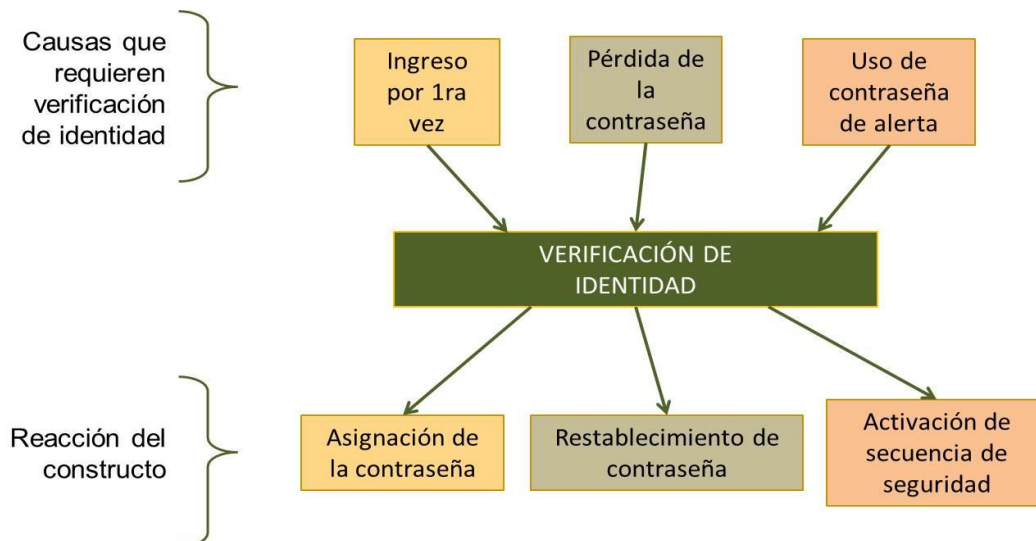 Causas que
requieren
verificación
de identidad
Ingreso
por 1ra
vez
Pérdida de
la
contraseña
Uso de
contraseña
de alerta
VERIFICACIÓN DE
IDENTIDAD
Reacción del
constructo
Asignación de
la contraseña
Restablecimiento de
contraseña
Activación de
secuencia de
seguridad